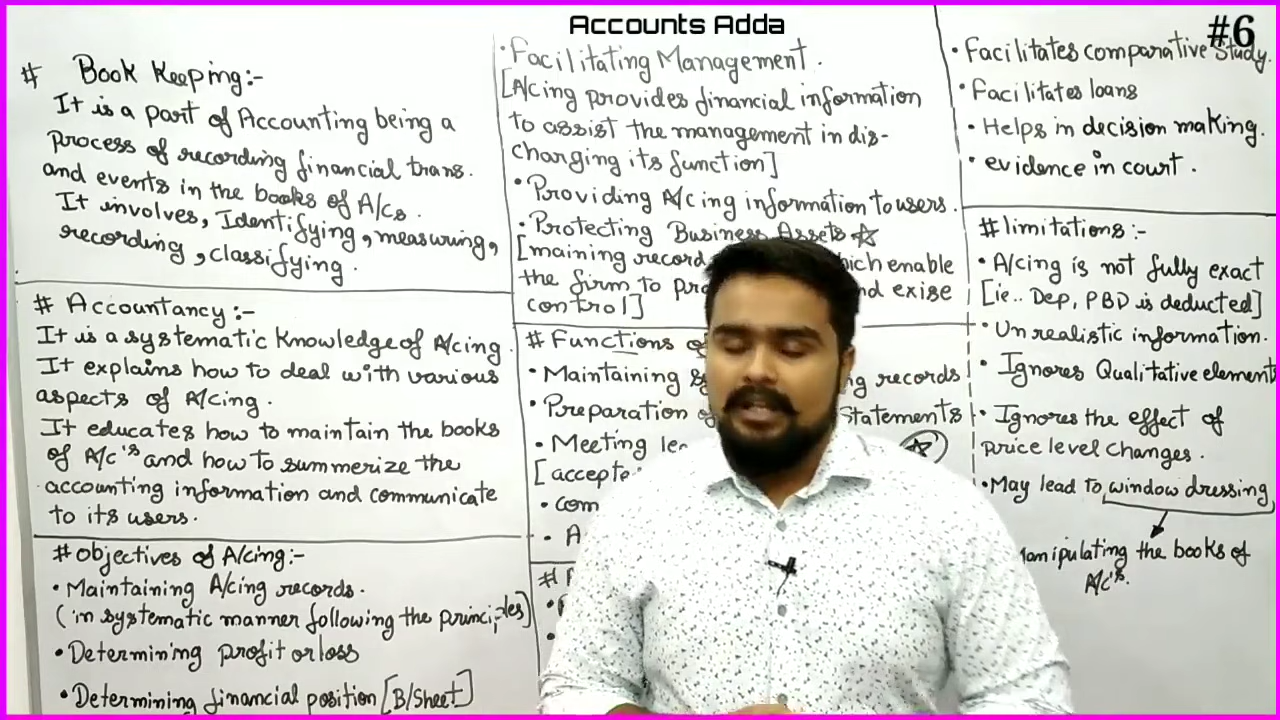 Accounts Adda
#6
# Book Keeping:-
It is a part of Accounting being a
process of recording financial trans.
and events in the books of A/cs.
It involves, Identifying, measuring,
recording, classifying.
# Accountancy:-
It is a systematic knowledge of A/cing.
It explains how to deal with various
aspects of A/cing.
It educates how to maintain the books
of A/c's and how to summerize the
accounting information and communicate
to its users.
# objectives of A/cing:-
• Maintaining A/cing records.
(in systematic manner following the principles)
• Determining profit or loss
• Determining financial position [B/Sheet]
• Facilitating Management.
[A/cing provides financial information
to assist the management in dis-
charging its function]
• Providing A/cing information to users.
• Protecting Business Assets ☆
[maining record which enable
the firm to and exise
control]
# Functions of
• Maintaining records
• Preparation of Statements
• Meeting
[
•
• A
#
• Facilitates comparative Study.
• Facilitates loans
• Helps in decision making.
• evidence in court.
# limitations:-
• A/cing is not fully exact
[ie.. Dep, PBD is deducted]
• Unrealistic information.
• Ignores Qualitative element
• Ignores the effect of
price level changes.
• May lead to window dressing
Manipulating the books of
A/c's.